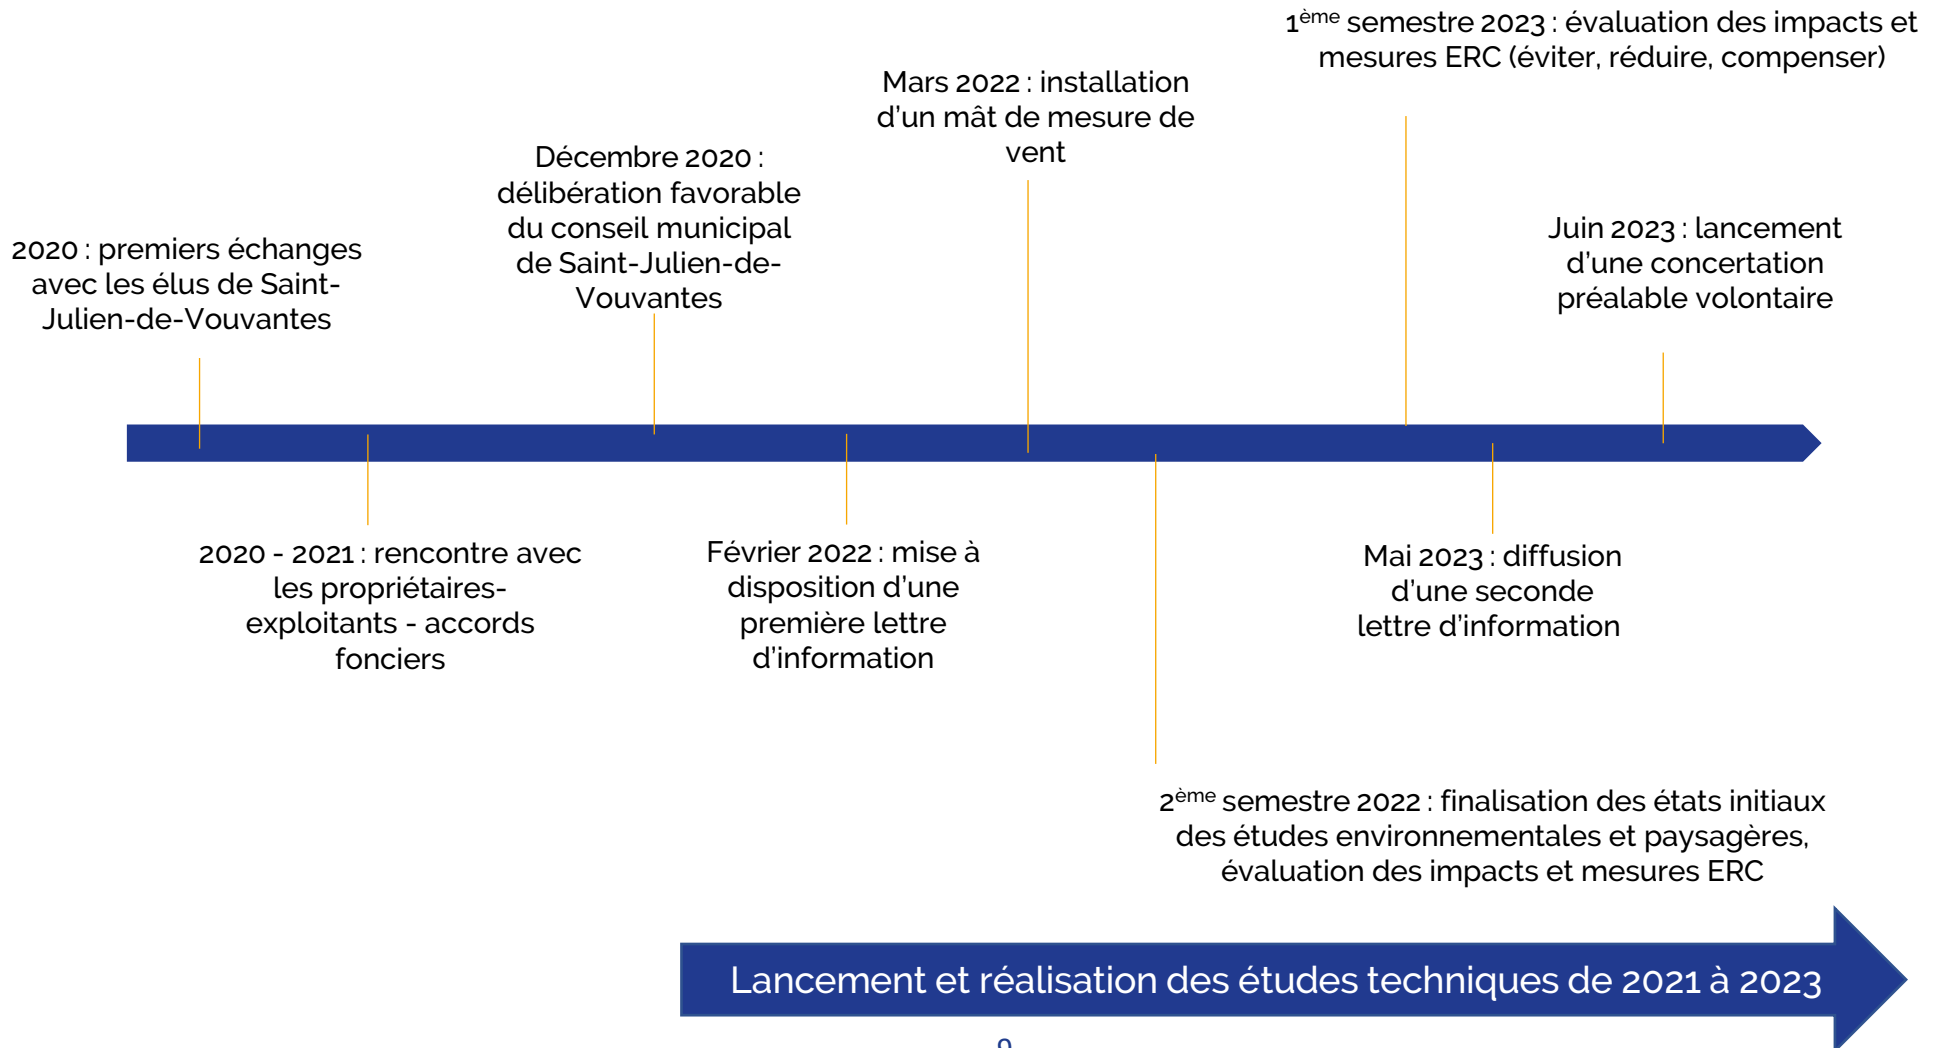 1ème semestre 2023 : évaluation des impacts et
mesures ERC (éviter, réduire, compenser)
Mars 2022 : installation
d’un mât de mesure de
vent
Décembre 2020 :
délibération favorable
du conseil municipal
de Saint-Julien-de-
Vouvantes
Juin 2023 : lancement
d’une concertation
préalable volontaire
2020 : premiers échanges
avec les élus de Saint-
Julien-de-Vouvantes
2020 - 2021 : rencontre avec
les propriétaires-
exploitants - accords
fonciers
Février 2022 : mise à
disposition d’une
première lettre
d’information
Mai 2023 : diffusion
d’une seconde
lettre d’information
2ème semestre 2022 : finalisation des états initiaux
des études environnementales et paysagères,
évaluation des impacts et mesures ERC
Lancement et réalisation des études techniques de 2021 à 2023